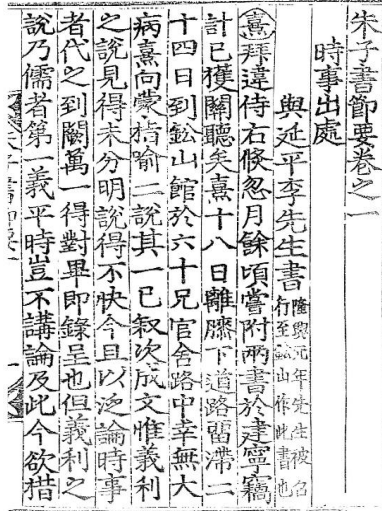 朱子書節要卷之一
時事出處
與延平李先生書
隆興元年先生被召
行至鈆山作此書也
熹拜違侍右倐忽月餘頃嘗附兩書於建寧竊
計已獲關聽矣熹十八日離膝下道路留滯二
十四日到鈆山館於六十兄官舍路中幸無大
病熹向蒙指喻二說其一已叙次成文惟義利
之說見得未分明說得不快今且以泛論時事
者代之到闕萬一得對畢即錄呈也但義利之
說乃儒者第一義平時豈不講論及此今欲措